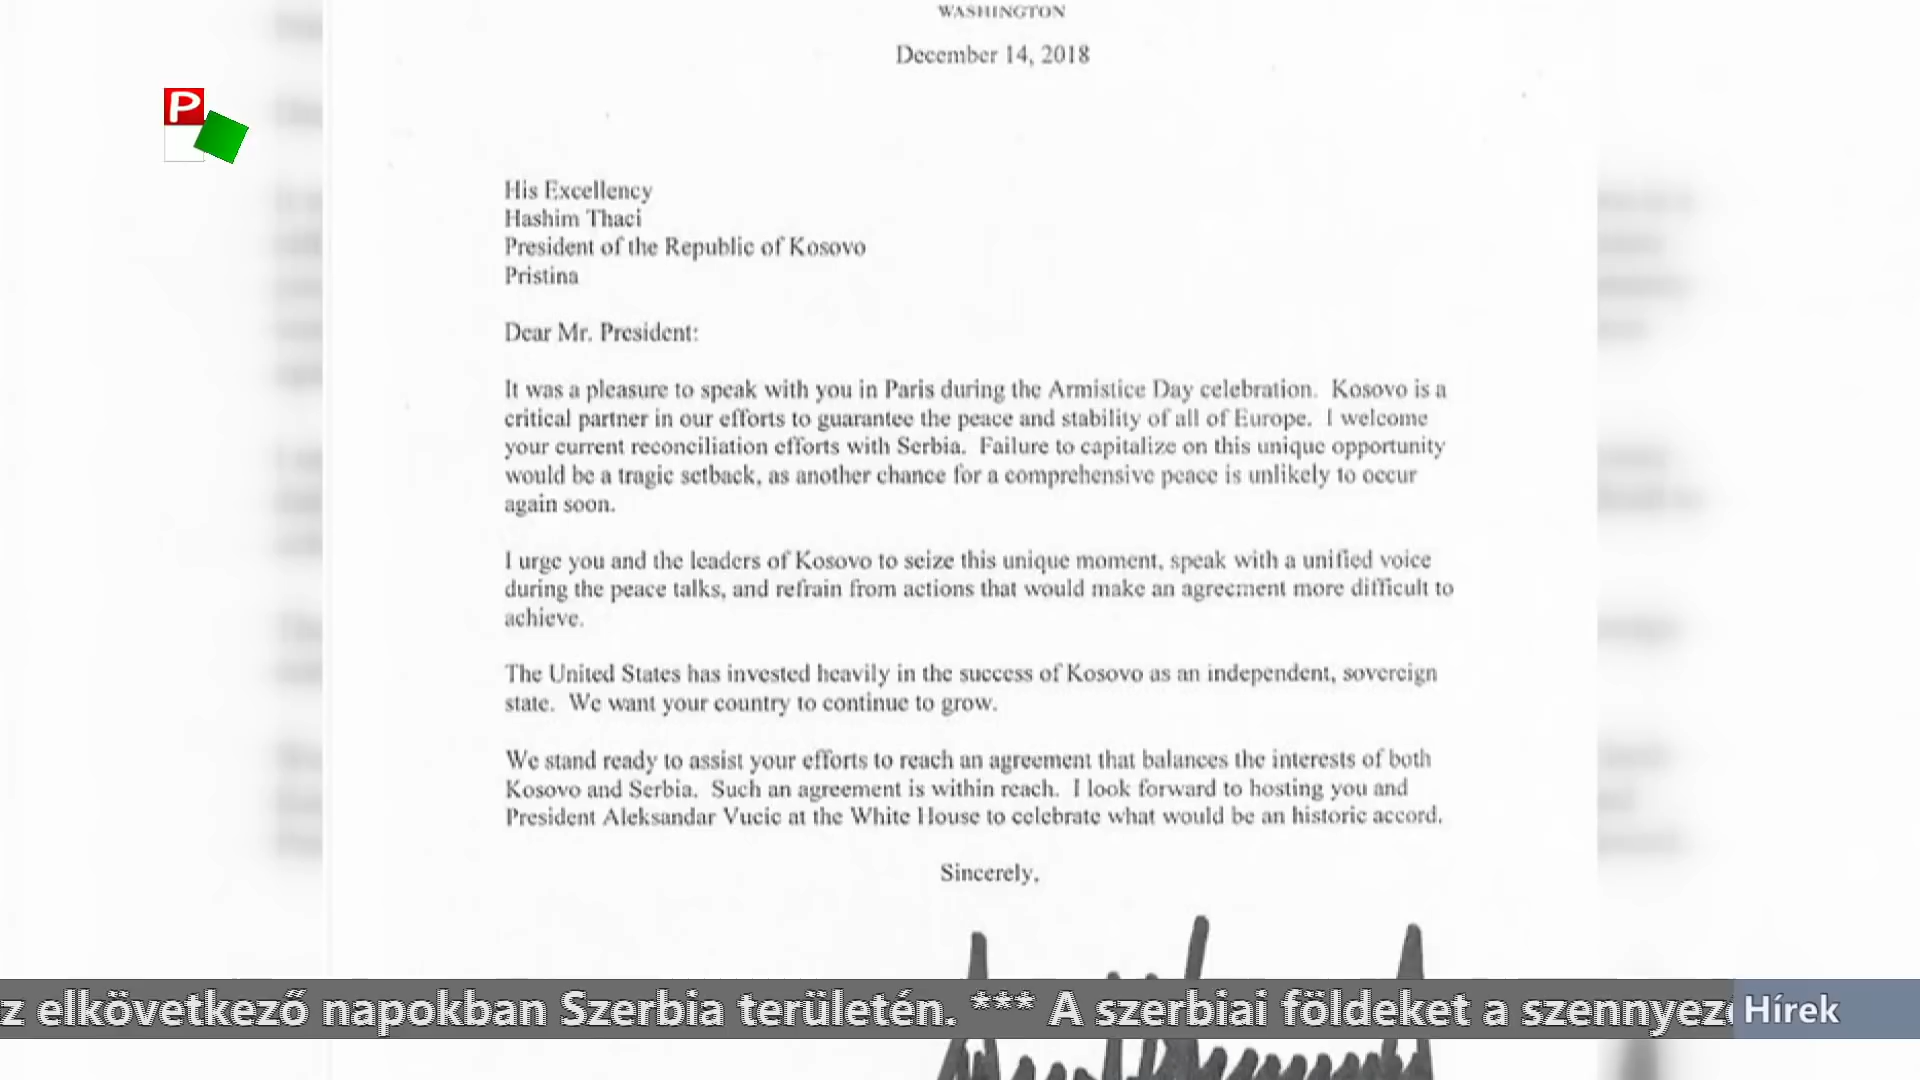 WASHINGTON
December 14, 2018
P
His Excellency
Hashim Thaci
President of the Republic of Kosovo
Pristina
Dear Mr. President:
It was a pleasure to speak with you in Paris during the Armistice Day celebration. Kosovo is a
critical partner in our efforts to guarantee the peace and stability of all of Europe. I welcome
your current reconciliation efforts with Serbia. Failure to capitalize on this unique opportunity
would be a tragic setback, as another chance for a comprehensive peace is unlikely to occur
again soon.
I urge you and the leaders of Kosovo to seize this unique moment, speak with a unified voice
during the peace talks, and refrain from actions that would make an agreement more difficult to
achieve.
The United States has invested heavily in the success of Kosovo as an independent, sovereign
state. We want your country to continue to grow.
We stand ready to assist your efforts to reach an agreement that balances the interests of both
Kosovo and Serbia. Such an agreement is within reach. I look forward to hosting you and
President Aleksandar Vucic at the White House to celebrate what would be an historic accord.
Sincerely,
z elkövetkező napokban Szerbia területén. *** A szerbiai földeket a szennyez
Hírek